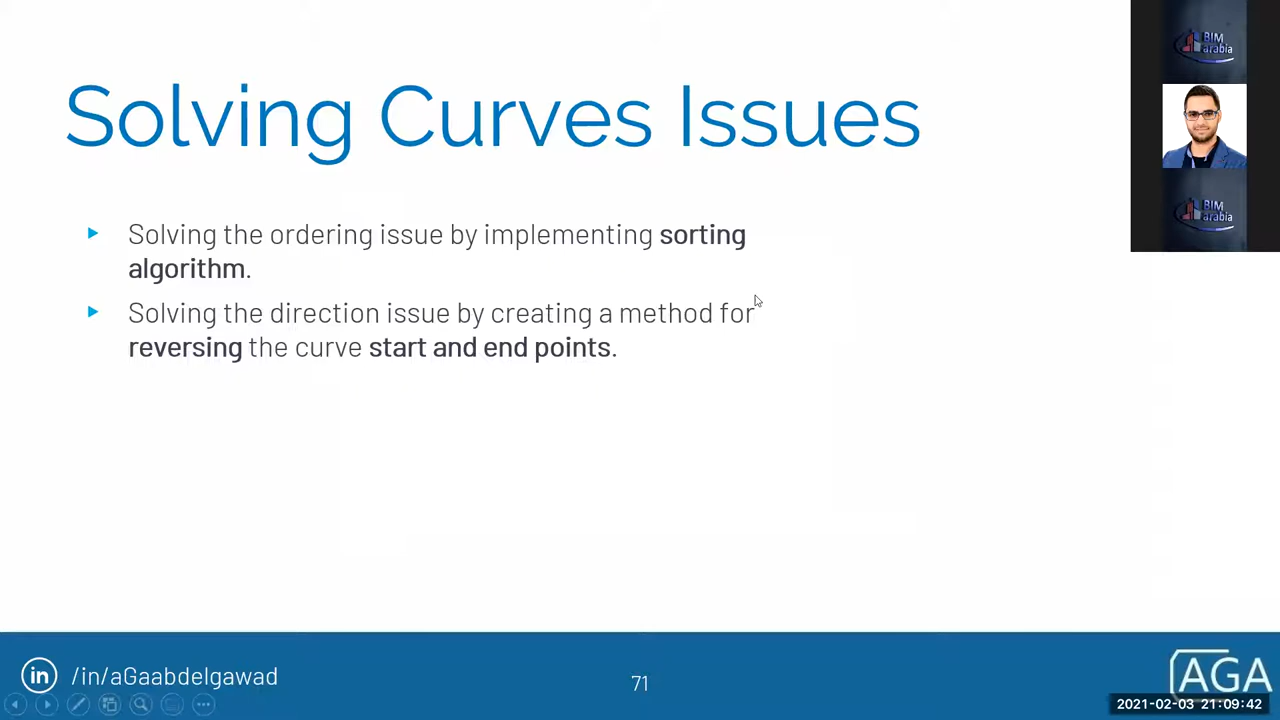 Solving Curves Issues
BIM
arabia
BIM
arabia
Solving the ordering issue by implementing sorting
algorithm.
Solving the direction issue by creating a method for
reversing the curve start and end points.
in /in/aGaabdelgawad
71
AGA
2021-02-03 21:09:42